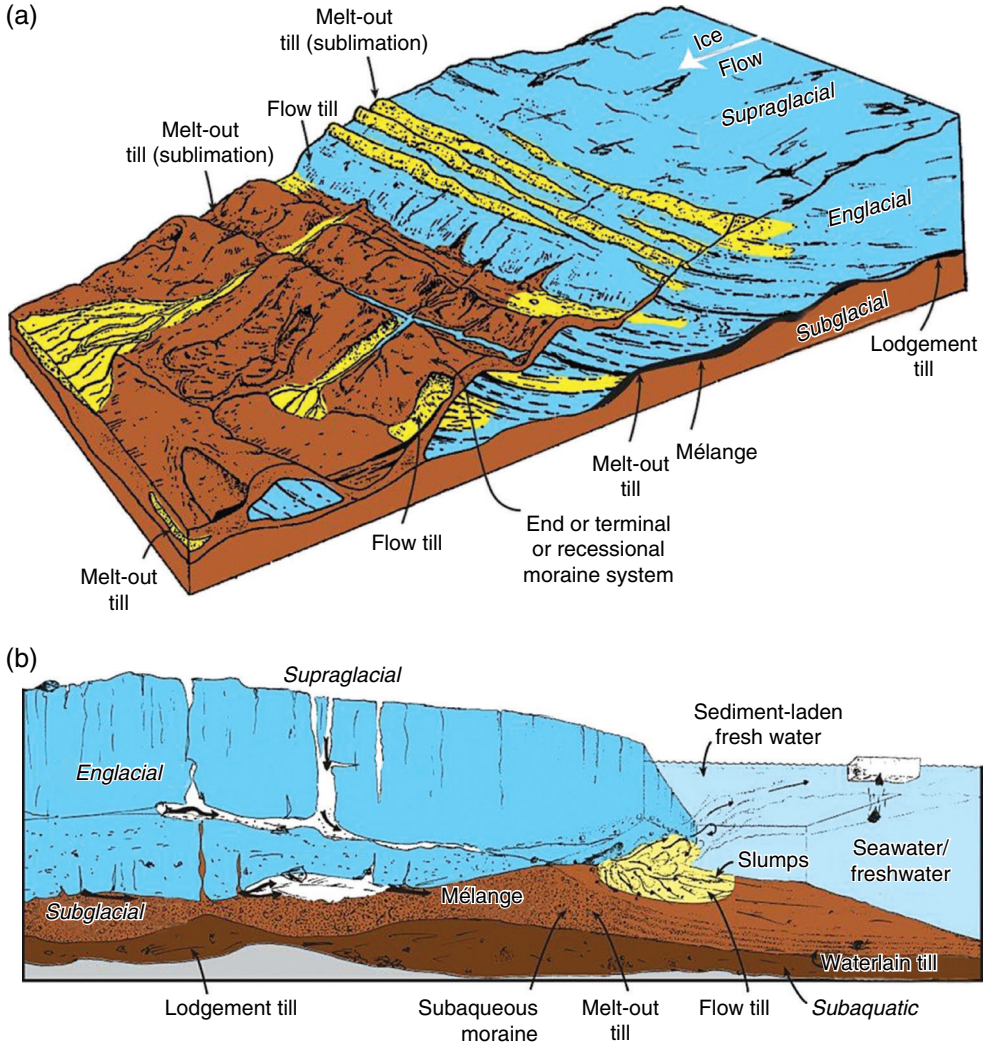 (a)
Melt-out
till (sublimation)
Ice
Flow
Flow till
Supraglacial
Melt-out
till (sublimation)
Englacial
Subglacial
Lodgement
till
Mélange
Melt-out
till
End or terminal
or recessional
moraine system
Flow till
Melt-out
till
(b)
Supraglacial
Sediment-laden
fresh water
Englacial
Slumps
Seawater/
freshwater
Mélange
Subglacial
Waterlain till
Lodgement till
Subaqueous
moraine
Melt-out
till
Flow till
Subaquatic